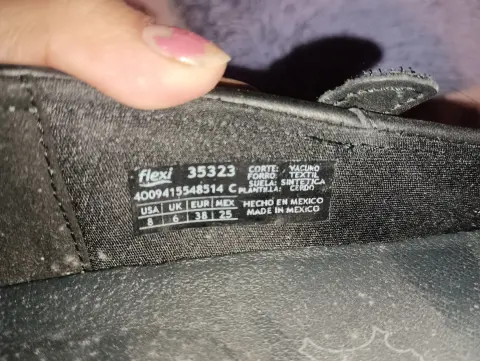 flexi 35323
4009415548514 C
CORTE: VACUNO
FORRO: TEXTIL
SUELA: SINTETICA
PLANTILLA: CERDO
USA UK EUR MEX
8 6 38 25
HECHO EN MEXICO
MADE IN MEXICO